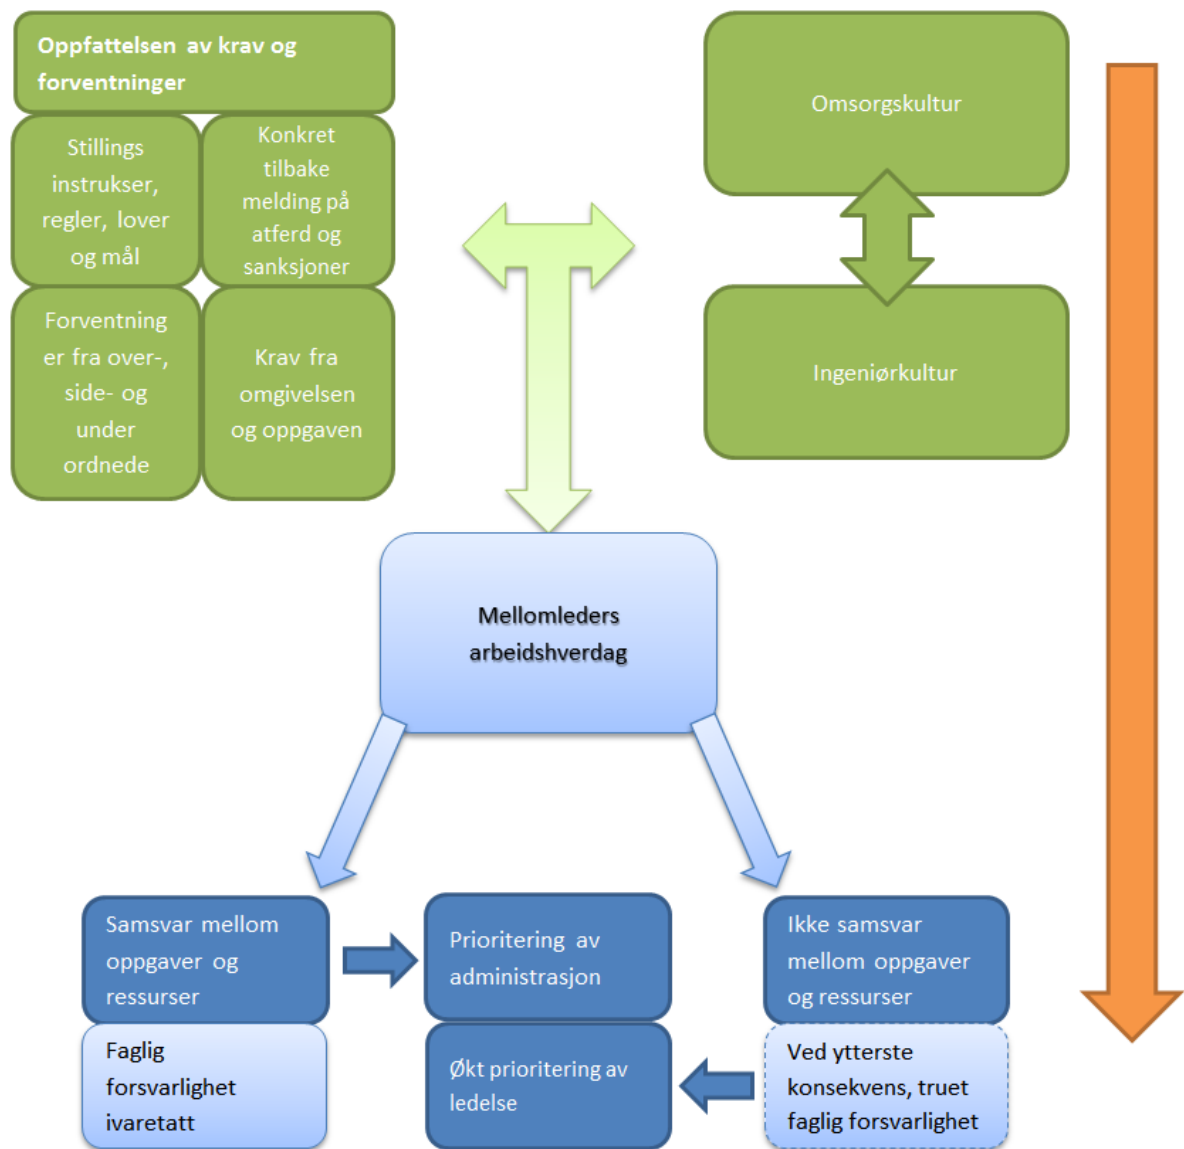 Oppfattelsen av krav og
forventninger
Stillings
instrukser,
regler, lover
og mål
Konkret
tilbake
melding på
atferd og
sanksjoner
Forventning
er fra over-,
side- og
under
ordnede
Krav fra
omgivelsen
og oppgaven
Omsorgskultur
Ingeniørkultur
Mellomleders
arbeidshverdag
Samsvar mellom
oppgaver og
ressurser
Faglig
forsvarlighet
ivaretatt
Prioritering av
administrasjon
Økt prioritering av
ledelse
Ikke samsvar
mellom oppgaver
og ressurser
Ved ytterste
konsekvens, truet
faglig forsvarlighet